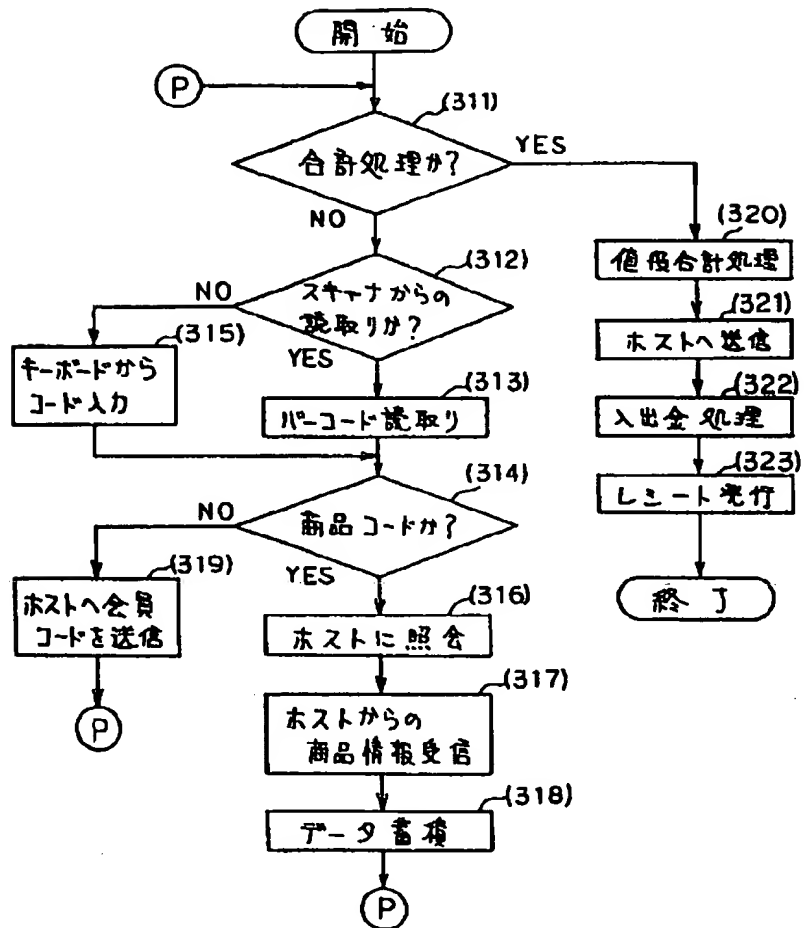 開始
P
(311)
合計処理か?
YES
NO
(320)
値段合計処理
(312)
スキャナからの
読取りか?
NO
YES
(321)
ホストへ送信
(315)
キーボードから
コード入力
(313)
バーコード読取り
(322)
入出金処理
(323)
レシート発行
(314)
商品コードか?
NO
YES
終了
(319)
ホストへ会員
コードを送信
(316)
ホストに照会
P
(317)
ホストからの
商品情報受信
(318)
データ蓄積
P